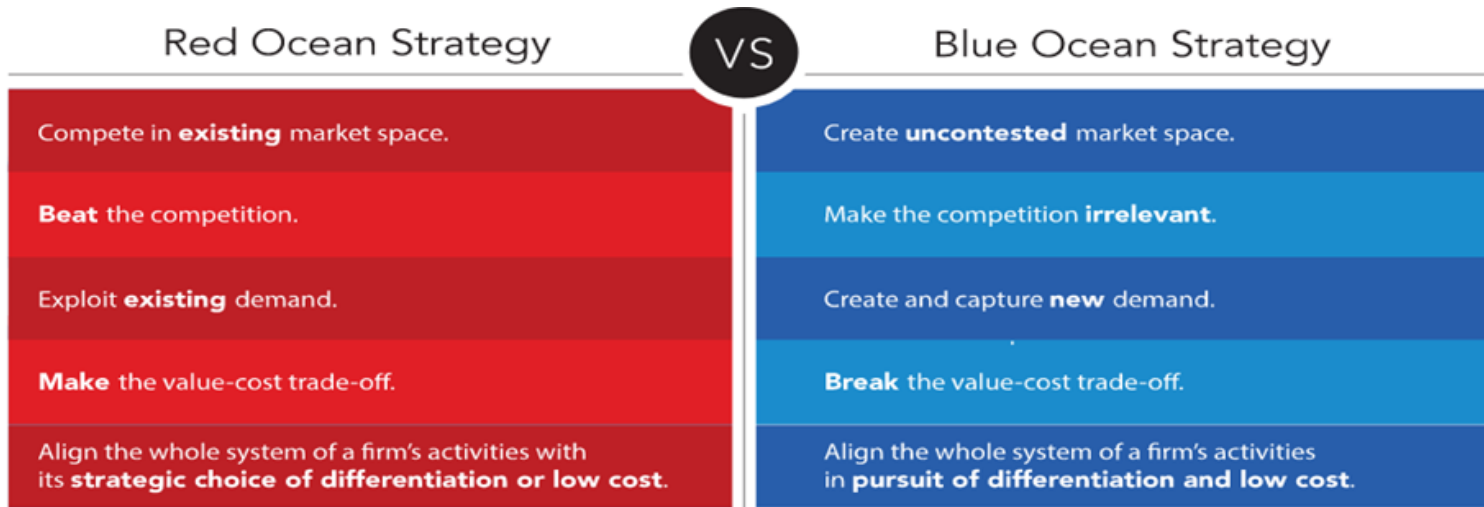 Red Ocean Strategy
VS
Blue Ocean Strategy
Compete in existing market space.
Create uncontested market space.
Beat the competition.
Make the competition irrelevant.
Exploit existing demand.
Create and capture new demand.
Make the value-cost trade-off.
Break the value-cost trade-off.
Align the whole system of a firm’s activities with
its strategic choice of differentiation or low cost.
Align the whole system of a firm’s activities
in pursuit of differentiation and low cost.